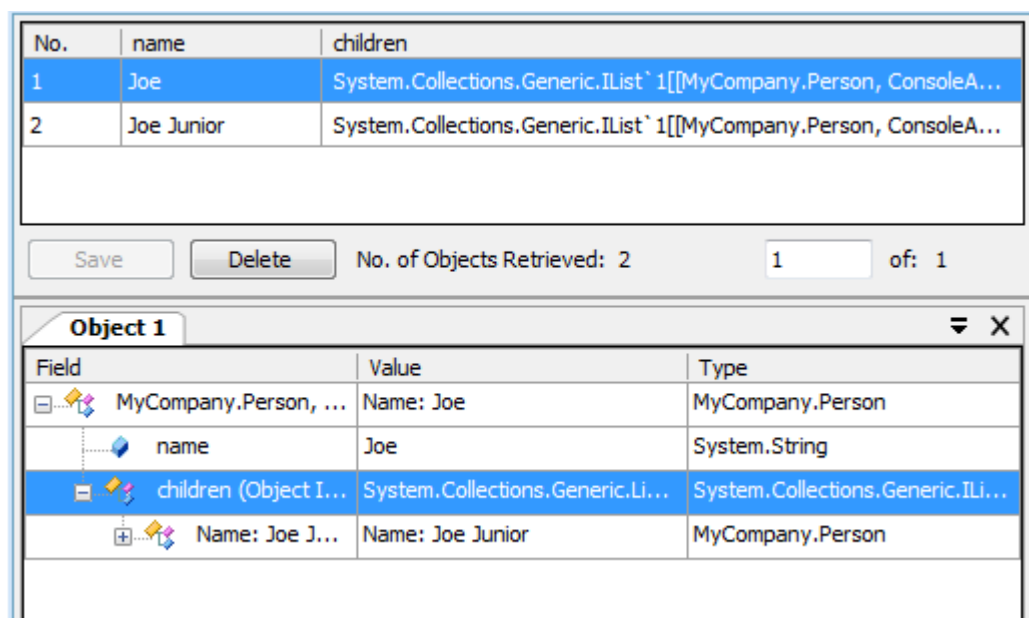 No. name children
1 Joe System.Collections.Generic.IList`1[[MyCompany.Person, ConsoleA...
2 Joe Junior System.Collections.Generic.IList`1[[MyCompany.Person, ConsoleA...
Save Delete No. of Objects Retrieved: 2 1 of: 1
Object 1
Field Value Type
MyCompany.Person, ... Name: Joe MyCompany.Person
name Joe System.String
children (Object I... System.Collections.Generic.Li... System.Collections.Generic.ILi...
Name: Joe J... Name: Joe Junior MyCompany.Person